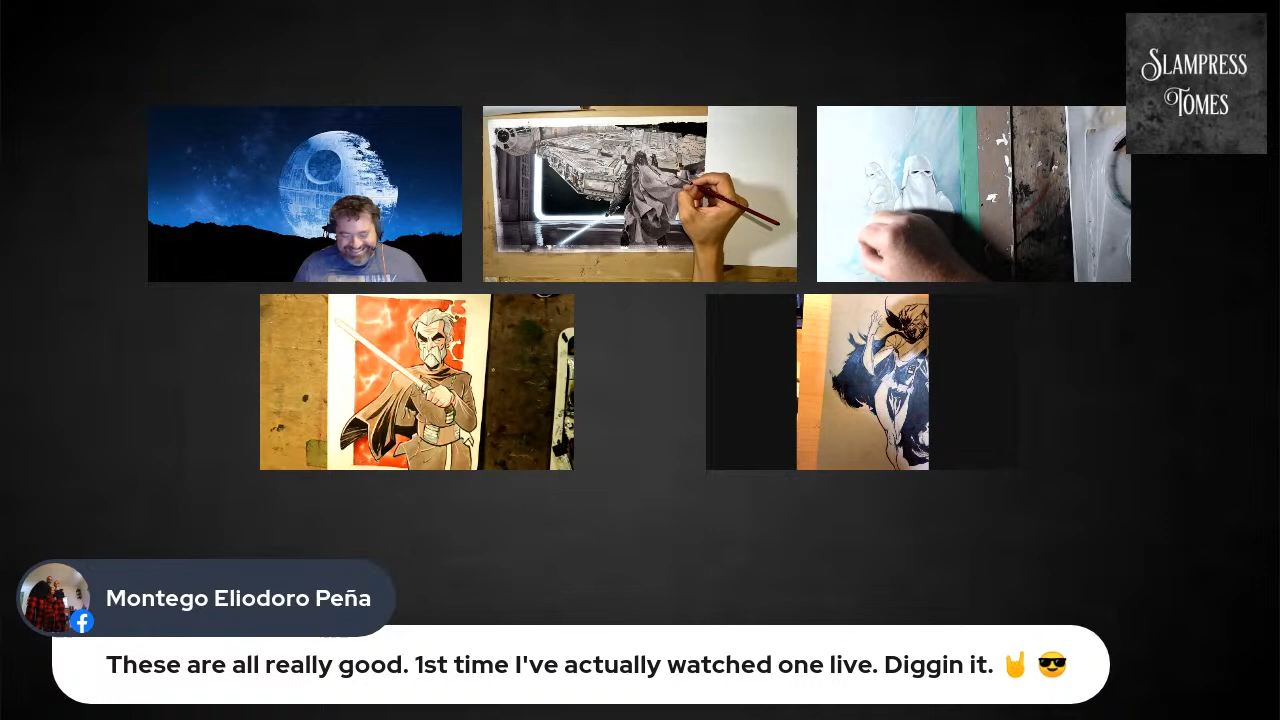 SLAMPRESS
TOMES
Montego Eliodoro Peña
These are all really good. 1st time I've actually watched one live. Diggin it. 🤘 😎